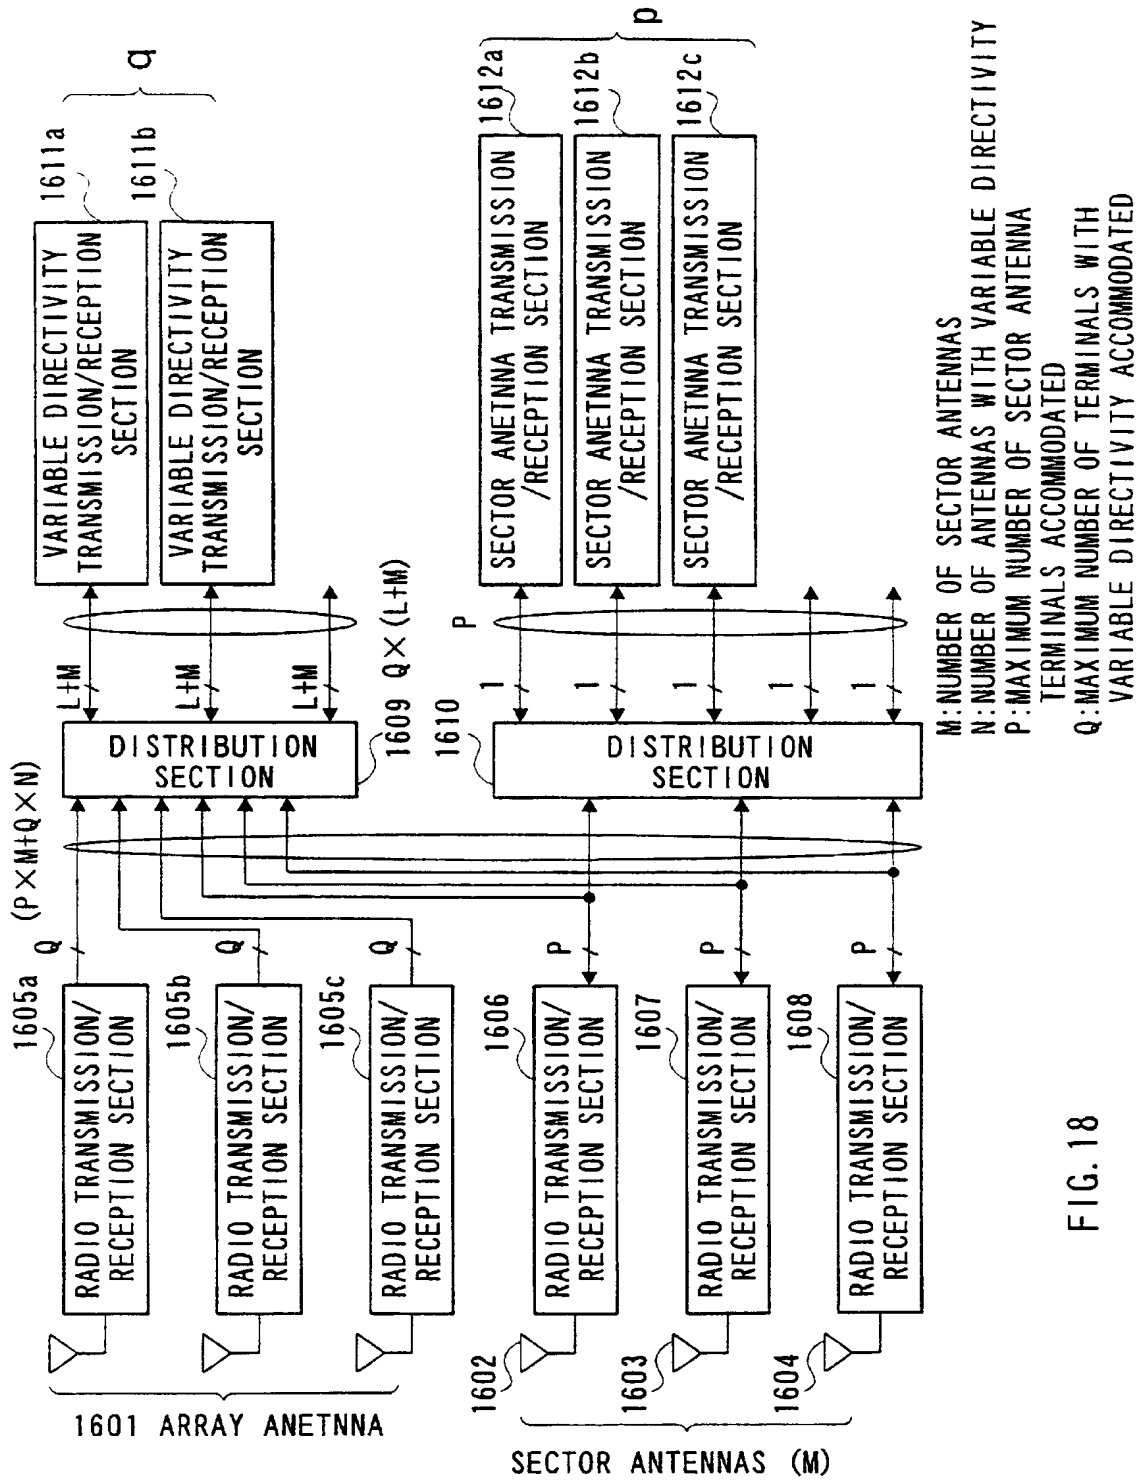 1601 ARRAY ANETNNA
SECTOR ANTENNAS (M)
1602
1603
1604
1605a
RADIO TRANSMISSION/
RECEPTION SECTION
1605b
RADIO TRANSMISSION/
RECEPTION SECTION
1605c
RADIO TRANSMISSION/
RECEPTION SECTION
1606
RADIO TRANSMISSION/
RECEPTION SECTION
1607
RADIO TRANSMISSION/
RECEPTION SECTION
1608
RADIO TRANSMISSION/
RECEPTION SECTION
Q
Q
Q
P
P
P
(P×M+Q×N)
DISTRIBUTION
SECTION
1609
DISTRIBUTION
SECTION
1610
L+M
L+M
L+M
Q×(L+M)
1
1
1
1
1
P
VARIABLE DIRECTIVITY
TRANSMISSION/RECEPTION
SECTION
1611a
VARIABLE DIRECTIVITY
TRANSMISSION/RECEPTION
SECTION
1611b
q
SECTOR ANETNNA TRANSMISSION
/RECEPTION SECTION
1612a
SECTOR ANETNNA TRANSMISSION
/RECEPTION SECTION
1612b
SECTOR ANETNNA TRANSMISSION
/RECEPTION SECTION
1612c
p
M:NUMBER OF SECTOR ANTENNAS
N:NUMBER OF ANTENNAS WITH VARIABLE DIRECTIVITY
P:MAXIMUM NUMBER OF SECTOR ANTENNA
TERMINALS ACCOMMODATED
Q:MAXIMUM NUMBER OF TERMINALS WITH
VARIABLE DIRECTIVITY ACCOMMODATED
FIG. 18